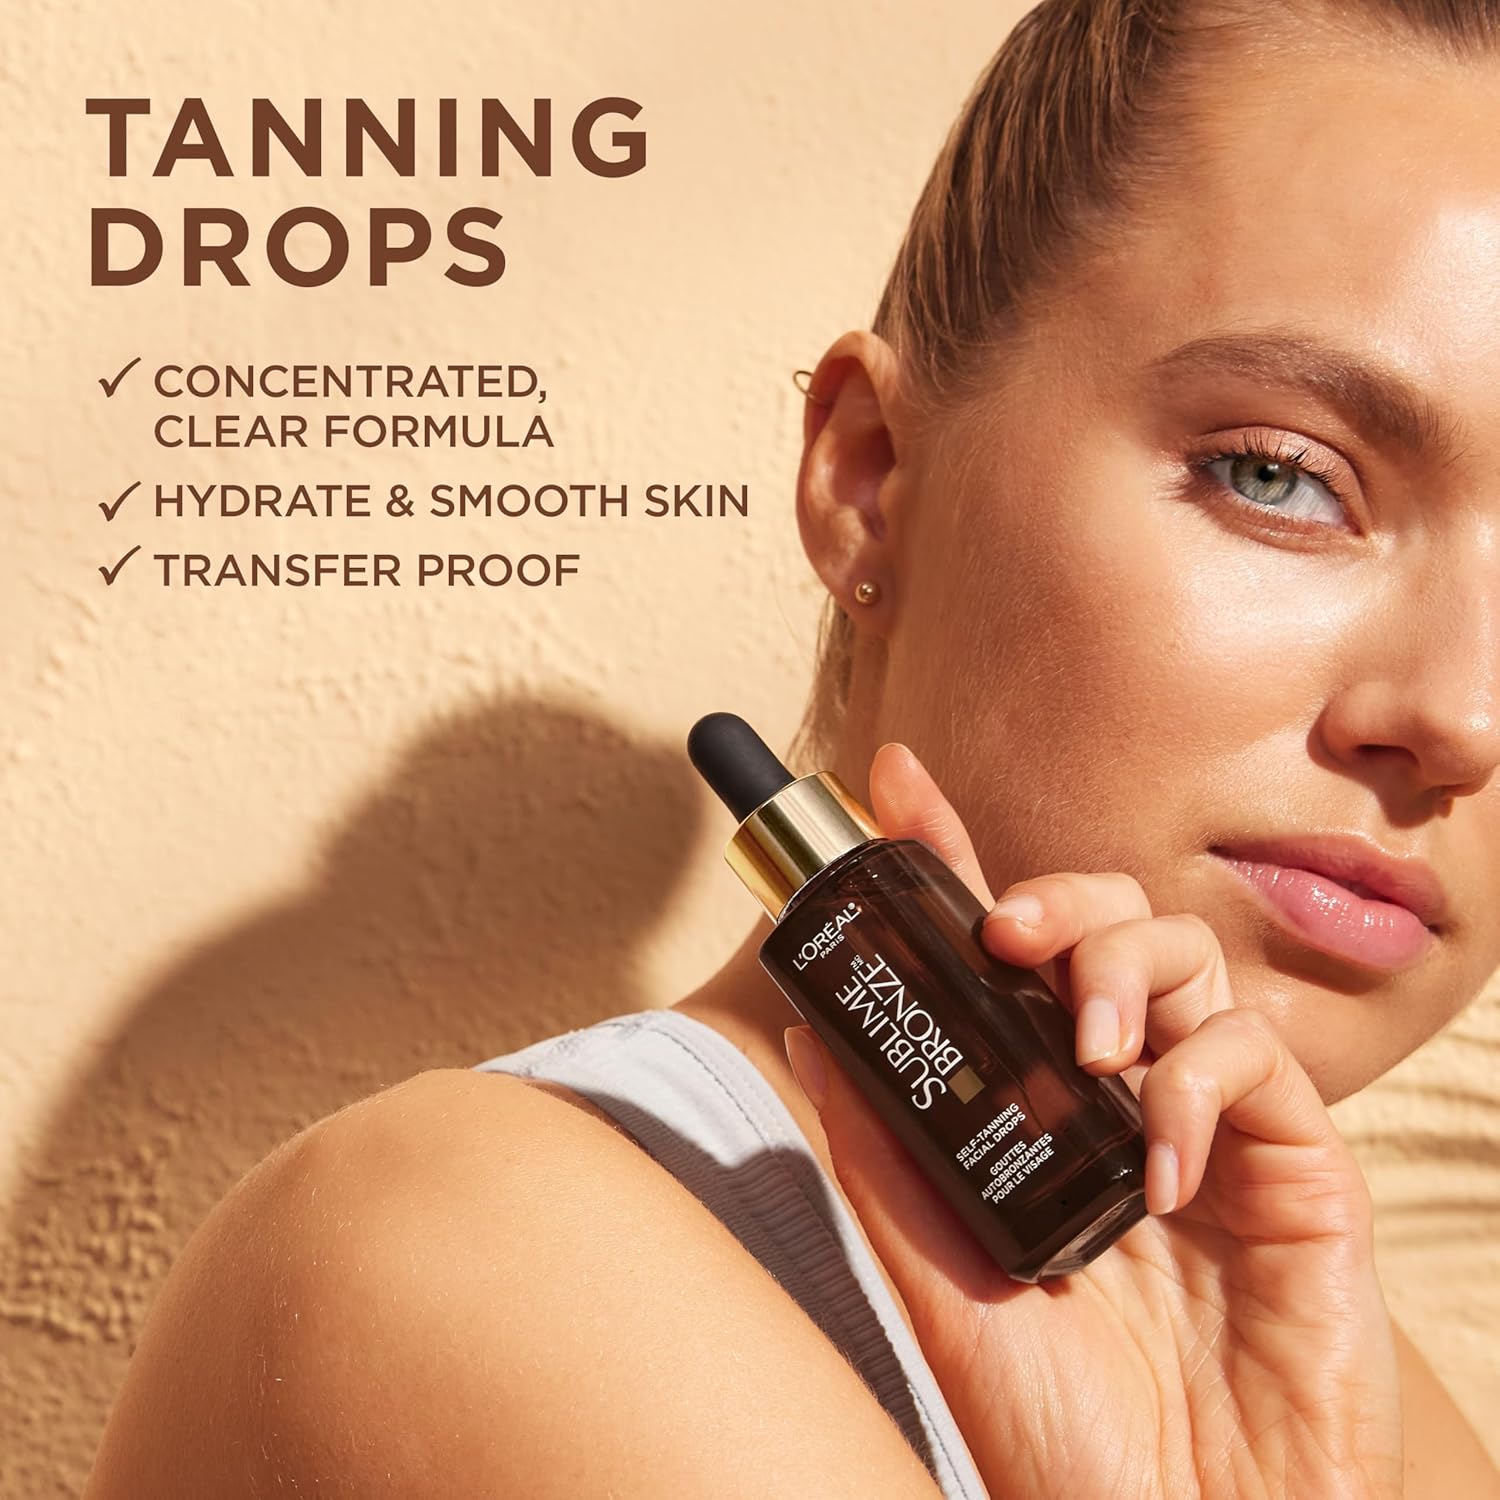 TANNING
DROPS
✓ CONCENTRATED,
CLEAR FORMULA
✓ HYDRATE & SMOOTH SKIN
✓ TRANSFER PROOF
L'ORÉAL®
PARIS
SUBLIME
BRONZE
SELF-TANNING
FACIAL DROPS
GOUTTES
AUTOBRONZANTES
POUR LE VISAGE